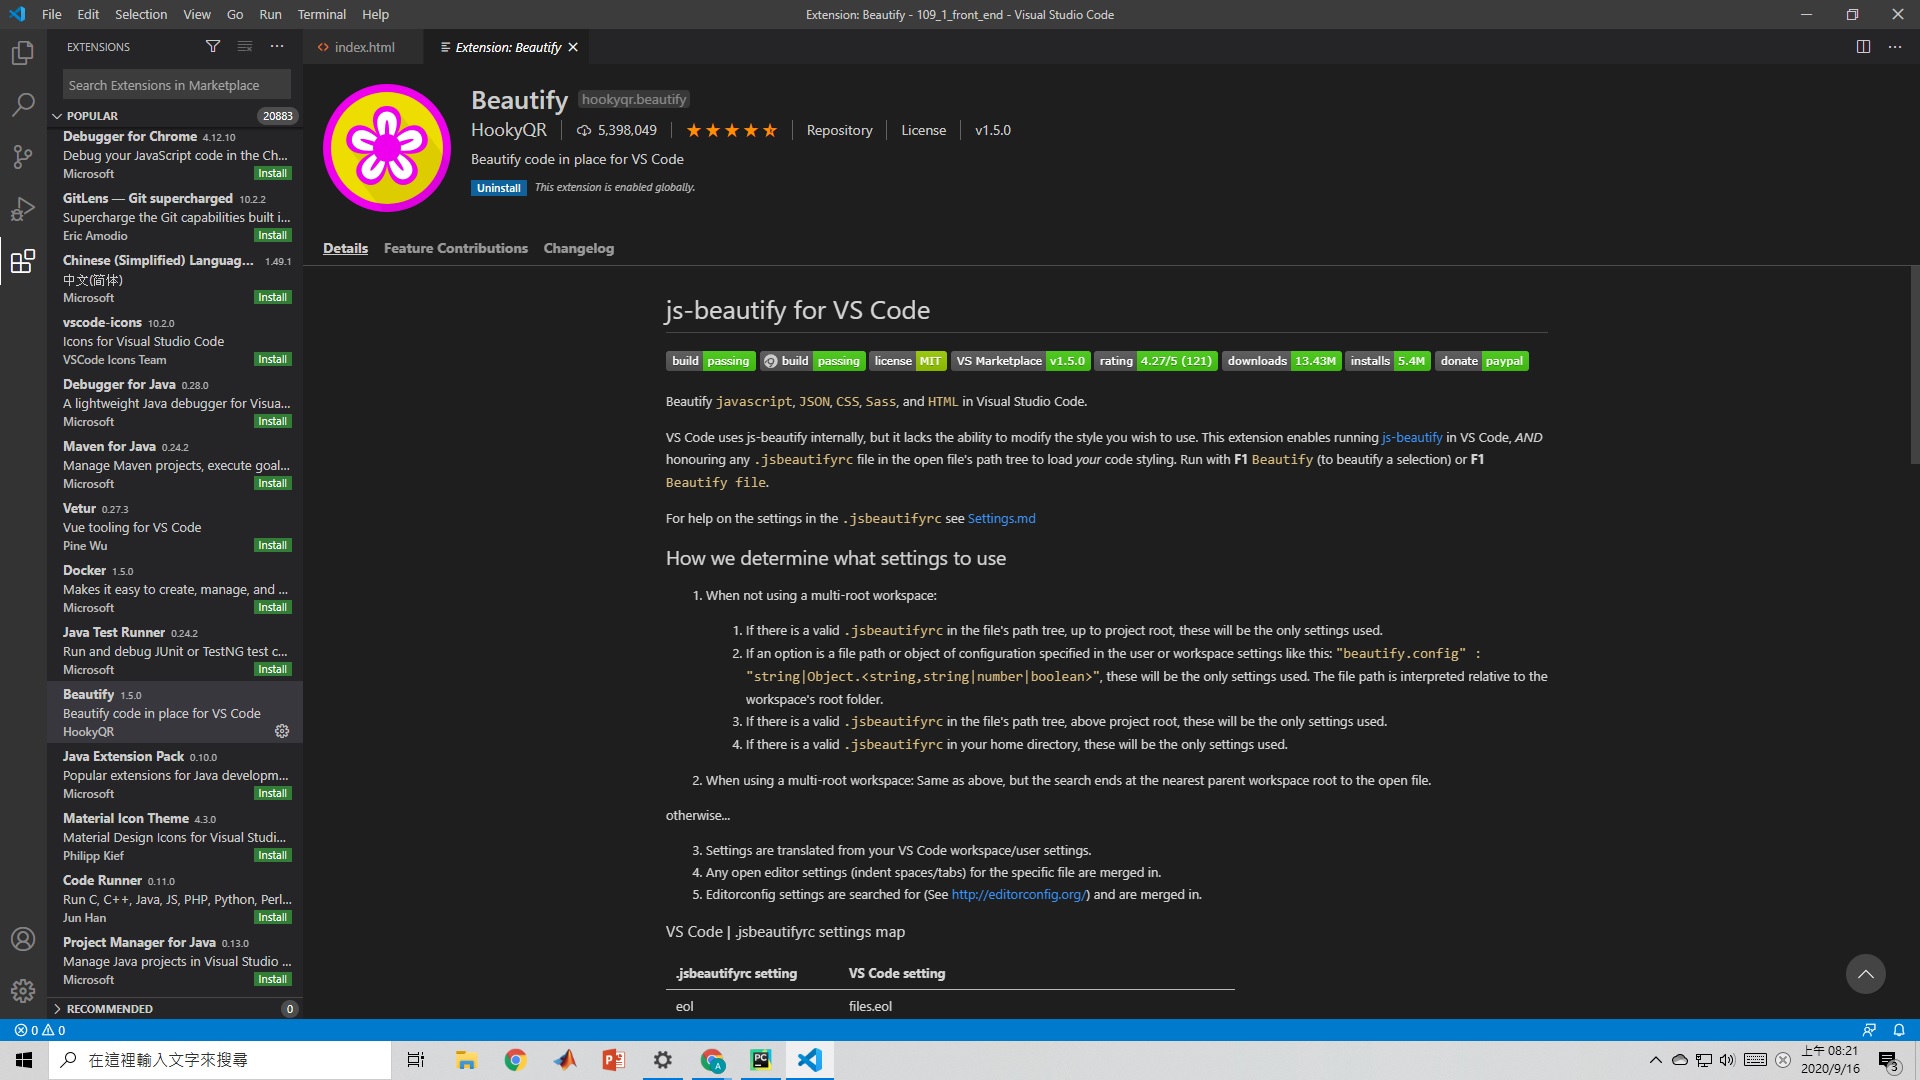 File Edit Selection View Go Run Terminal Help
Extension: Beautify - 109_1_front_end - Visual Studio Code
EXTENSIONS
Search Extensions in Marketplace
POPULAR 20883
Debugger for Chrome 4.12.10
Debug your JavaScript code in the Ch...
Microsoft Install
GitLens — Git supercharged 10.2.2
Supercharge the Git capabilities built i...
Eric Amodio Install
Chinese (Simplified) Languag... 1.49.1
中文(简体)
Microsoft Install
vscode-icons 10.2.0
Icons for Visual Studio Code
VSCode Icons Team Install
Debugger for Java 0.28.0
A lightweight Java debugger for Visua...
Microsoft Install
Maven for Java 0.24.2
Manage Maven projects, execute goal...
Microsoft Install
Vetur 0.27.3
Vue tooling for VS Code
Pine Wu Install
Docker 1.5.0
Makes it easy to create, manage, and ...
Microsoft Install
Java Test Runner 0.24.2
Run and debug JUnit or TestNG test c...
Microsoft Install
Beautify 1.5.0
Beautify code in place for VS Code
HookyQR
Java Extension Pack 0.10.0
Popular extensions for Java developm...
Microsoft Install
Material Icon Theme 4.3.0
Material Design Icons for Visual Studi...
Philipp Kief Install
Code Runner 0.11.0
Run C, C++, Java, JS, PHP, Python, Perl...
Jun Han Install
Project Manager for Java 0.13.0
Manage Java projects in Visual Studio ...
Microsoft Install
RECOMMENDED 0
index.html
Extension: Beautify
Beautify hookyqr.beautify
HookyQR 5,398,049 Repository License v1.5.0
Beautify code in place for VS Code
Uninstall This extension is enabled globally.
Details Feature Contributions Changelog
js-beautify for VS Code
build passing build passing license MIT VS Marketplace v1.5.0 rating 4.27/5 (121) downloads 13.43M installs 5.4M donate paypal
Beautify javascript, JSON, CSS, Sass, and HTML in Visual Studio Code.
VS Code uses js-beautify internally, but it lacks the ability to modify the style you wish to use. This extension enables running js-beautify in VS Code, AND
honouring any .jsbeautifyrc file in the open file's path tree to load your code styling. Run with F1 Beautify (to beautify a selection) or F1
Beautify file.
For help on the settings in the .jsbeautifyrc see Settings.md
How we determine what settings to use
1. When not using a multi-root workspace:
1. If there is a valid .jsbeautifyrc in the file's path tree, up to project root, these will be the only settings used.
2. If an option is a file path or object of configuration specified in the user or workspace settings like this: "beautify.config" :
"string|Object.<string,string|number|boolean>", these will be the only settings used. The file path is interpreted relative to the
workspace's root folder.
3. If there is a valid .jsbeautifyrc in the file's path tree, above project root, these will be the only settings used.
4. If there is a valid .jsbeautifyrc in your home directory, these will be the only settings used.
2. When using a multi-root workspace: Same as above, but the search ends at the nearest parent workspace root to the open file.
otherwise...
3. Settings are translated from your VS Code workspace/user settings.
4. Any open editor settings (indent spaces/tabs) for the specific file are merged in.
5. Editorconfig settings are searched for (See http://editorconfig.org/) and are merged in.
VS Code | .jsbeautifyrc settings map
.jsbeautifyrc setting VS Code setting
eol files.eol
0 0
在這裡輸入文字來搜尋
A
PC
上午 08:21
2020/9/16
3